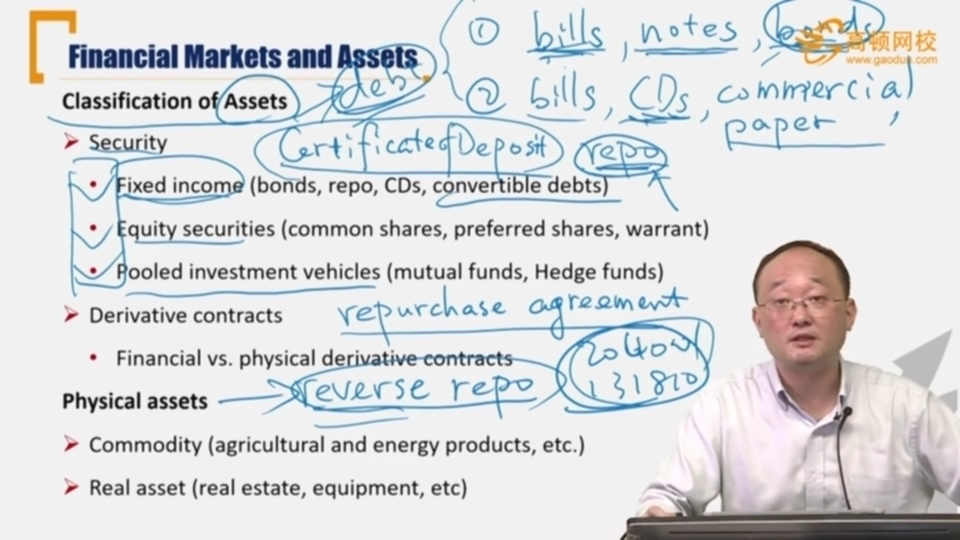 Financial Markets and Assets
① bills, notes, bonds
高顿网校
www.gaodun.com
② bills, CDs, commercial paper,
Classification of Assets
debt
Security
Certificate of Deposit
repo
Fixed income (bonds, repo, CDs, convertible debts)
Equity securities (common shares, preferred shares, warrant)
Pooled investment vehicles (mutual funds, Hedge funds)
repurchase agreement
Derivative contracts
Financial vs. physical derivative contracts
204001
131810
reverse repo
Physical assets
Commodity (agricultural and energy products, etc.)
Real asset (real estate, equipment, etc)